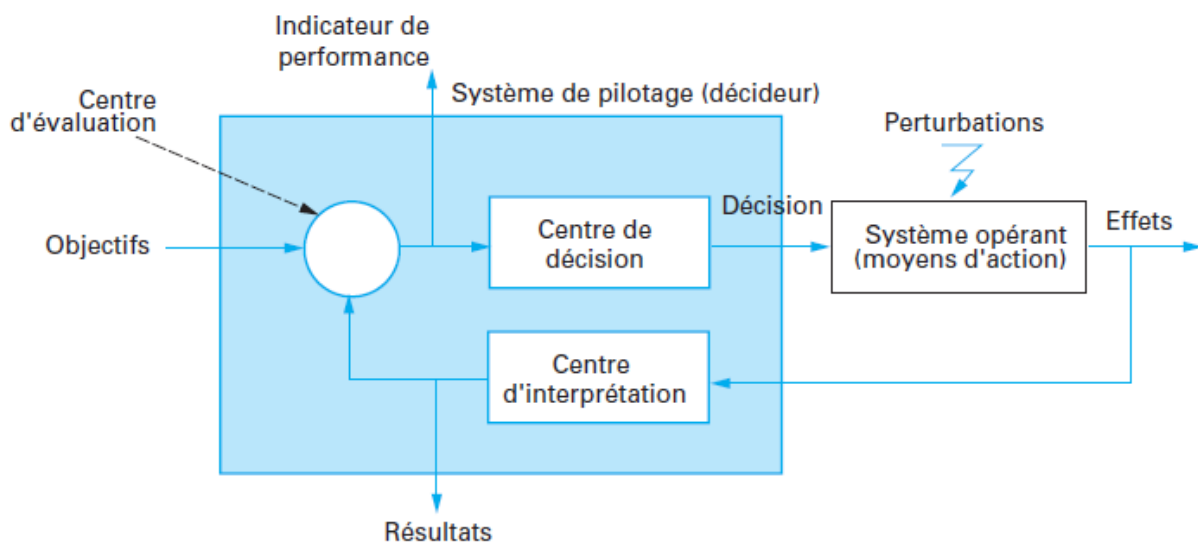 Indicateur de
performance
Centre
d'évaluation
Système de pilotage (décideur)
Perturbations
Objectifs
Centre de
décision
Décision
Système opérant
(moyens d'action)
Effets
Centre
d'interprétation
Résultats